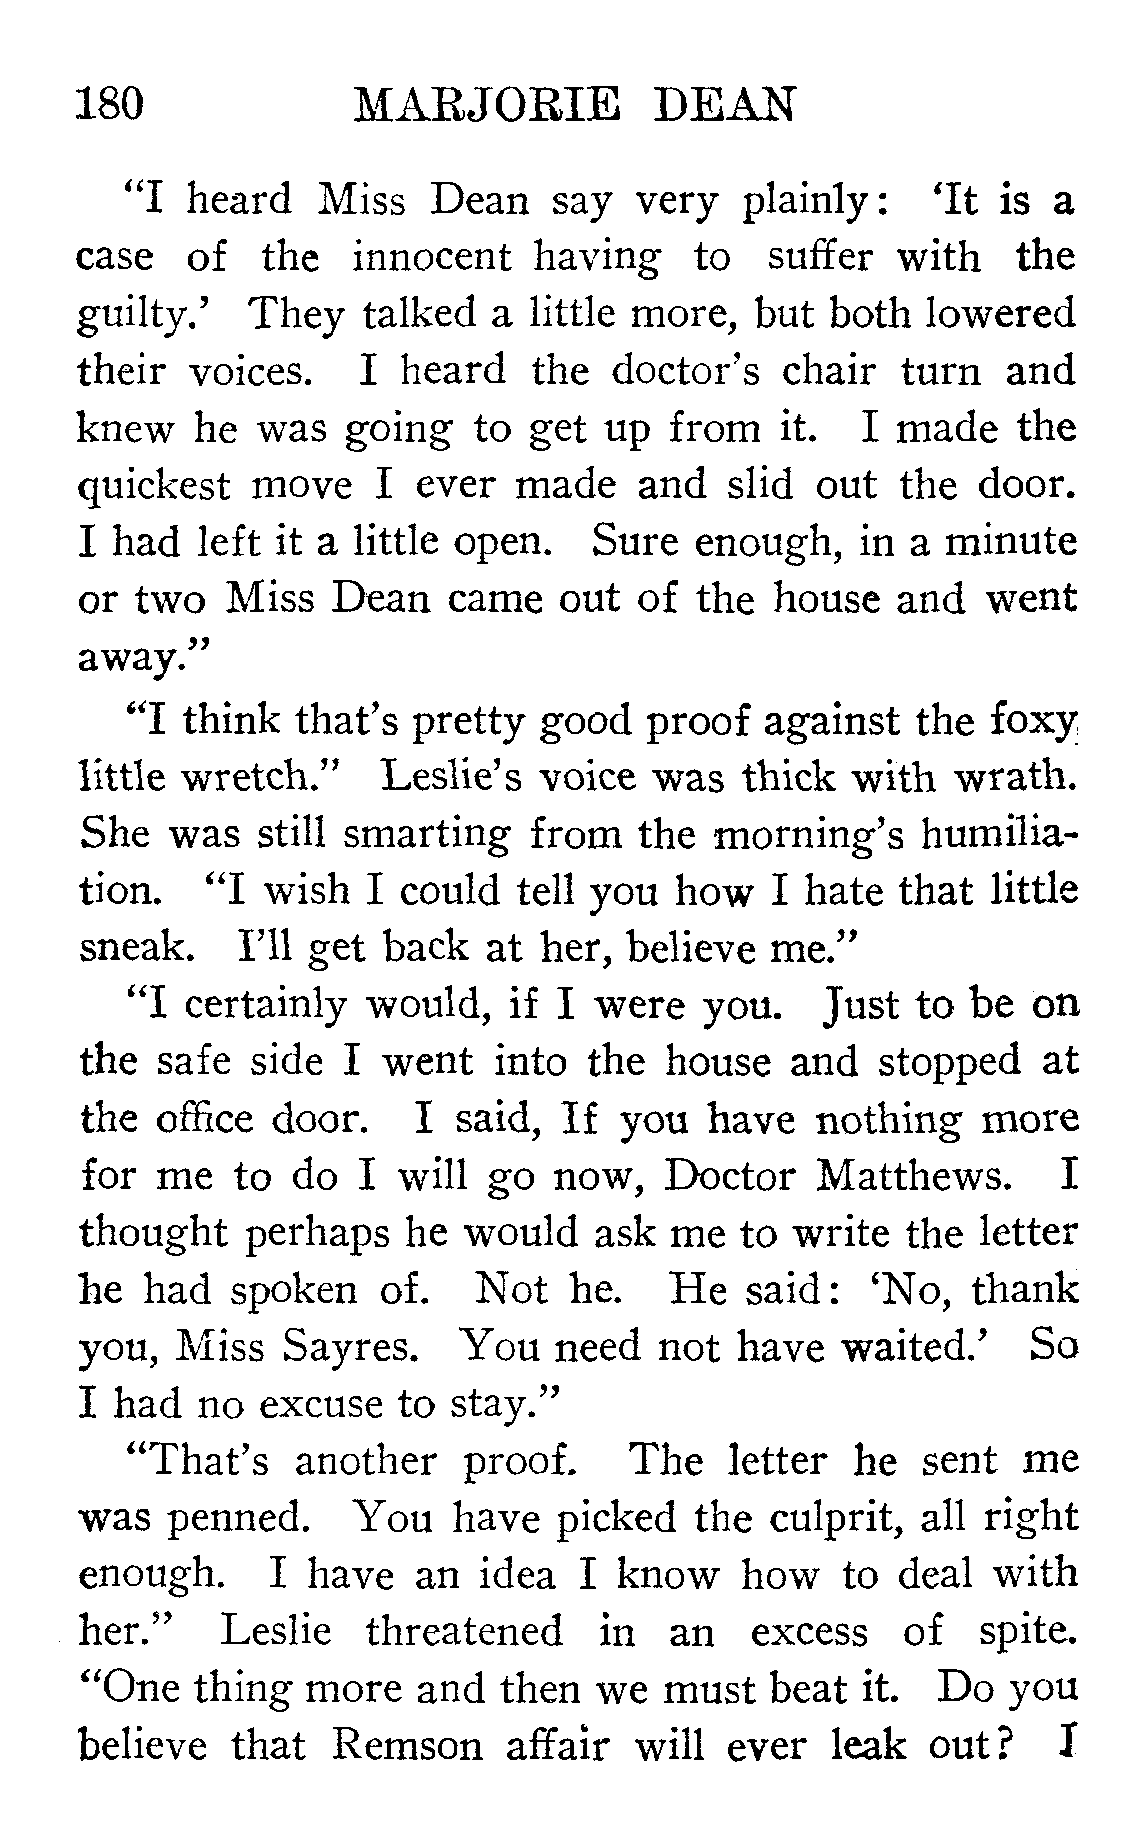 180 MARJORIE DEAN
"I heard Miss Dean say very plainly: 'It is a
case of the innocent having to suffer with the
guilty.' They talked a little more, but both lowered
their voices. I heard the doctor's chair turn and
knew he was going to get up from it. I made the
quickest move I ever made and slid out the door.
I had left it a little open. Sure enough, in a minute
or two Miss Dean came out of the house and went
away."
"I think that's pretty good proof against the foxy
little wretch." Leslie's voice was thick with wrath.
She was still smarting from the morning's humilia-
tion. "I wish I could tell you how I hate that little
sneak. I'll get back at her, believe me."
"I certainly would, if I were you. Just to be on
the safe side I went into the house and stopped at
the office door. I said, If you have nothing more
for me to do I will go now, Doctor Matthews. I
thought perhaps he would ask me to write the letter
he had spoken of. Not he. He said: 'No, thank
you, Miss Sayres. You need not have waited.' So
I had no excuse to stay."
"That's another proof. The letter he sent me
was penned. You have picked the culprit, all right
enough. I have an idea I know how to deal with
her." Leslie threatened in an excess of spite.
"One thing more and then we must beat it. Do you
believe that Remson affair will ever leak out? I